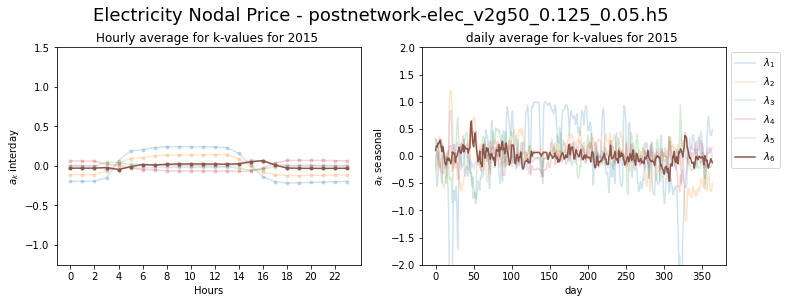 Electricity Nodal Price - postnetwork-elec_v2g50_0.125_0.05.h5
Hourly average for k-values for 2015
1.5
1.0
0.5
0.0
−0.5
−1.0
a_k interday
0 2 4 6 8 10 12 14 16 18 20 22
Hours
daily average for k-values for 2015
2.0
1.5
1.0
0.5
0.0
−0.5
−1.0
−1.5
−2.0
a_k seasonal
0 50 100 150 200 250 300 350
day
λ₁
λ₂
λ₃
λ₄
λ₅
λ₆